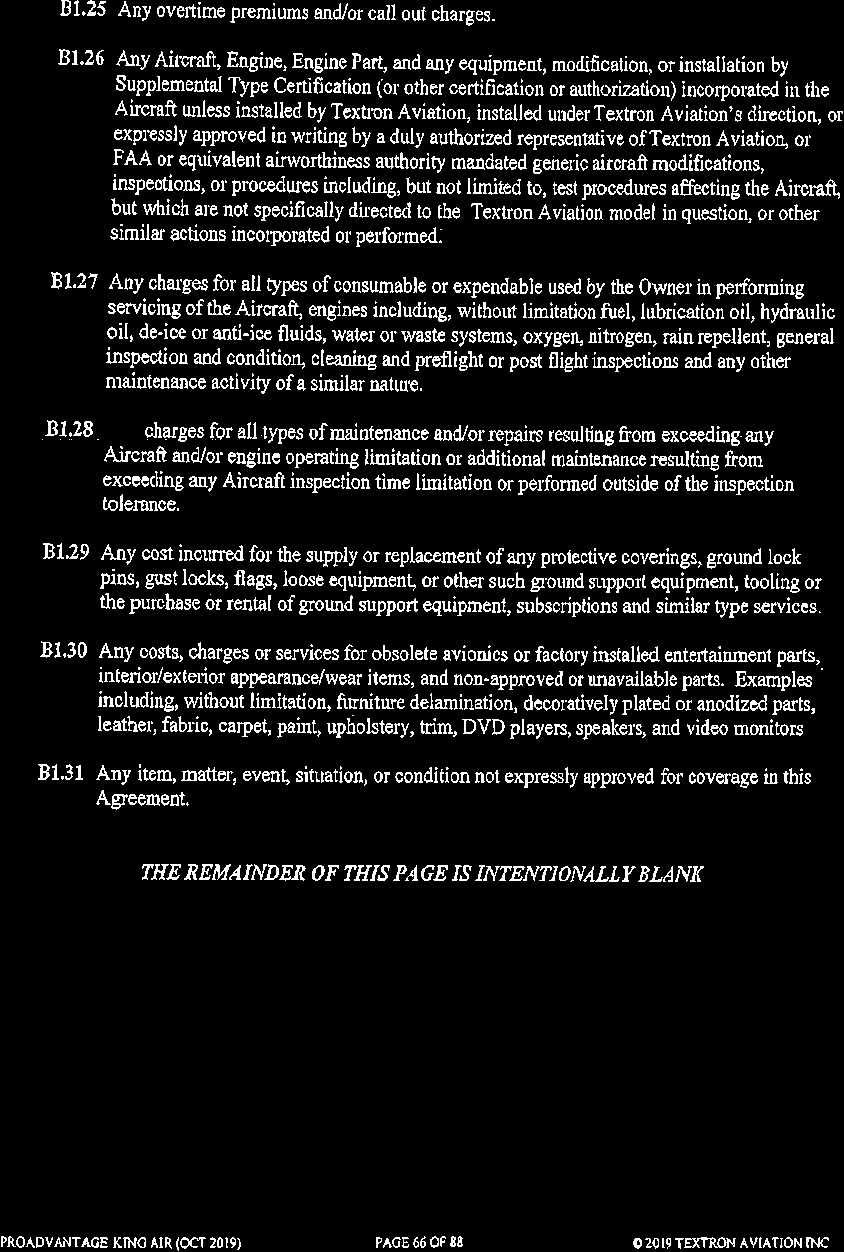 B1.25 Any overtime premiums and/or call out charges.
B1.26 Any Aircraft, Engine, Engine Part, and any equipment, modification, or installation by
Supplemental Type Certification (or other certification or authorization) incorporated in the
Aircraft unless installed by Textron Aviation, installed under Textron Aviation's direction, or
expressly approved in writing by a duly authorized representative of Textron Aviation, or
FAA or equivalent airworthiness authority mandated generic aircraft modifications,
inspections, or procedures including, but not limited to, test procedures affecting the Aircraft,
but which are not specifically directed to the Textron Aviation model in question, or other
similar actions incorporated or performed.
B1.27 Any charges for all types of consumable or expendable used by the Owner in performing
servicing of the Aircraft, engines including, without limitation fuel, lubrication oil, hydraulic
oil, de-ice or anti-ice fluids, water or waste systems, oxygen, nitrogen, rain repellent, general
inspection and condition, cleaning and preflight or post flight inspections and any other
maintenance activity of a similar nature.
B1.28 charges for all types of maintenance and/or repairs resulting from exceeding any
Aircraft and/or engine operating limitation or additional maintenance resulting from
exceeding any Aircraft inspection time limitation or performed outside of the inspection
tolerance.
B1.29 Any cost incurred for the supply or replacement of any protective coverings, ground lock
pins, gust locks, flags, loose equipment, or other such ground support equipment, tooling or
the purchase or rental of ground support equipment, subscriptions and similar type services.
B1.30 Any costs, charges or services for obsolete avionics or factory installed entertainment parts,
interior/exterior appearance/wear items, and non-approved or unavailable parts. Examples
including, without limitation, furniture delamination, decoratively plated or anodized parts,
leather, fabric, carpet, paint, upholstery, trim, DVD players, speakers, and video monitors
B1.31 Any item, matter, event, situation, or condition not expressly approved for coverage in this
Agreement.
THE REMAINDER OF THIS PAGE IS INTENTIONALLY BLANK
PROADVANTAGE KING AIR (OCT 2019) PAGE 66 OF 88 © 2019 TEXTRON AVIATION INC